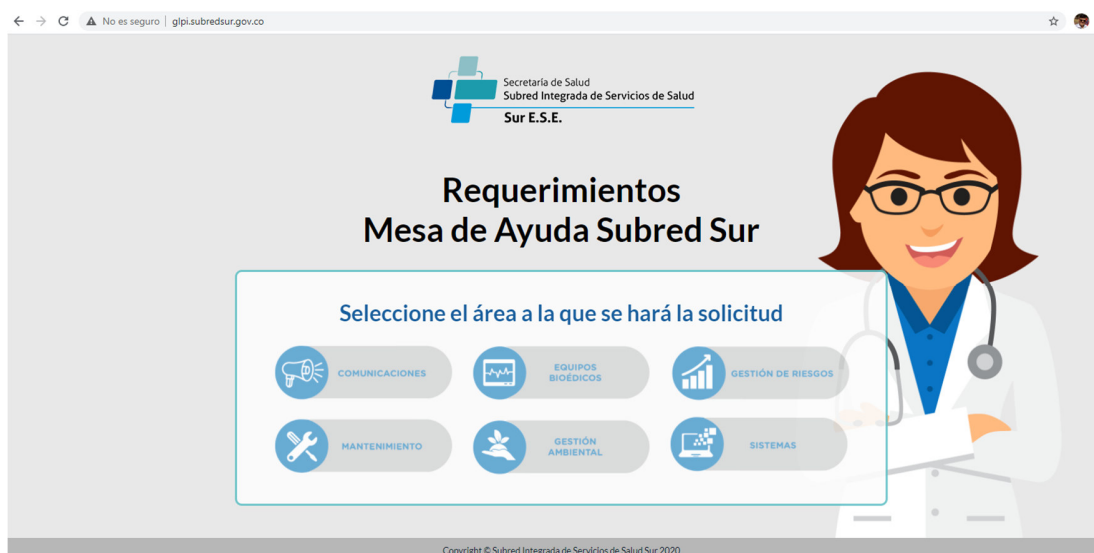 No es seguro | glpi.subredsur.gov.co
Secretaría de Salud
Subred Integrada de Servicios de Salud
Sur E.S.E.
Requerimientos
Mesa de Ayuda Subred Sur
Seleccione el área a la que se hará la solicitud
COMUNICACIONES
EQUIPOS
BIOÉDICOS
GESTIÓN DE RIESGOS
MANTENIMIENTO
GESTIÓN
AMBIENTAL
SISTEMAS
Copyright © Subred Integrada de Servicios de Salud Sur 2020